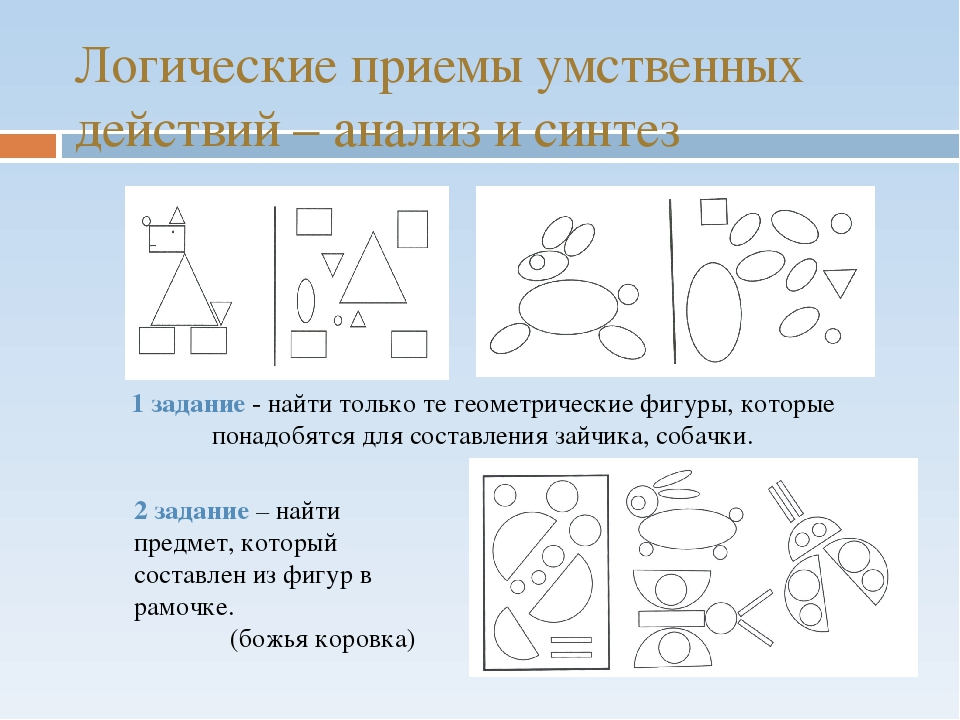 Логические приемы умственных
действий – анализ и синтез
1 задание - найти только те геометрические фигуры, которые
понадобятся для составления зайчика, собачки.
2 задание – найти
предмет, который
составлен из фигур в
рамочке.
(божья коровка)